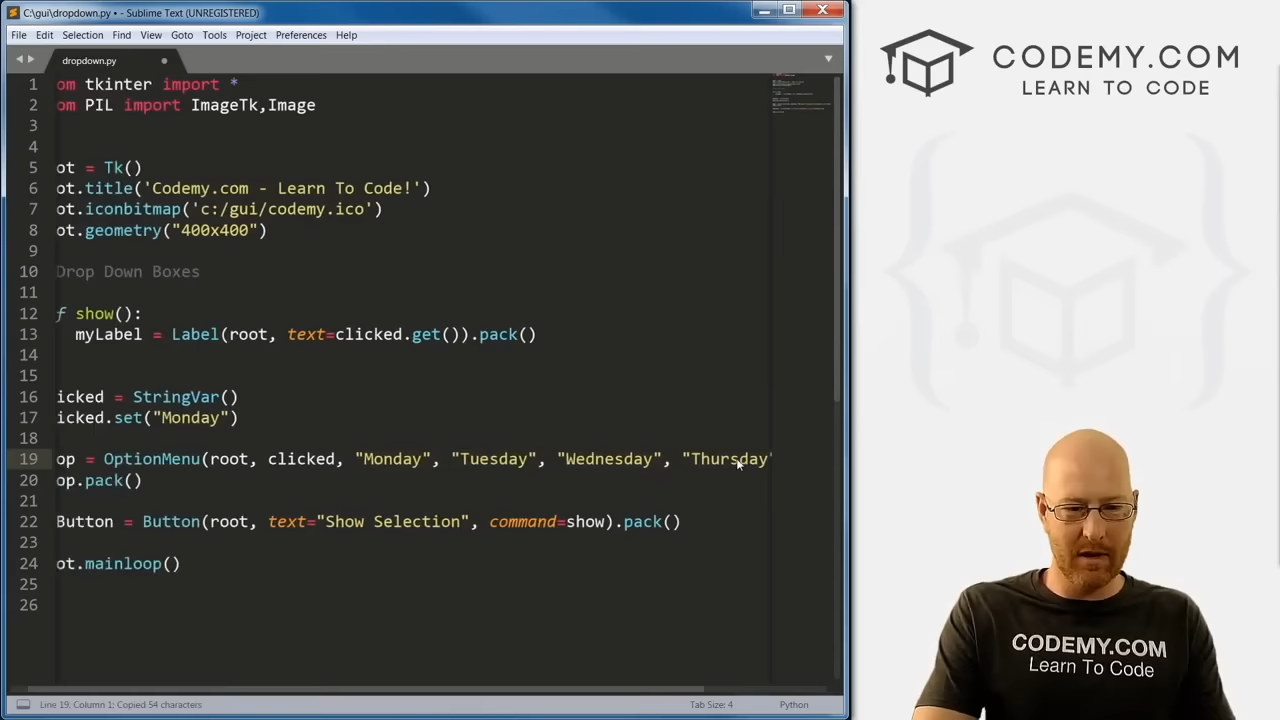 C:\gui\dropdown.py • - Sublime Text (UNREGISTERED)
File Edit Selection Find View Goto Tools Project Preferences Help
dropdown.py
1 om tkinter import *
2 om PIL import ImageTk,Image
3
4
5 ot = Tk()
6 ot.title('Codemy.com - Learn To Code!')
7 ot.iconbitmap('c:/gui/codemy.ico')
8 ot.geometry("400x400")
9
10 Drop Down Boxes
11
12 f show():
13 myLabel = Label(root, text=clicked.get()).pack()
14
15
16 icked = StringVar()
17 icked.set("Monday")
18
19 op = OptionMenu(root, clicked, "Monday", "Tuesday", "Wednesday", "Thursday"
20 op.pack()
21
22 Button = Button(root, text="Show Selection", command=show).pack()
23
24 ot.mainloop()
25
26
Line 19, Column 1; Copied 54 characters
Tab Size: 4
Python
CODEMY.COM
LEARN TO CODE
CODEMY.COM
Learn To Code